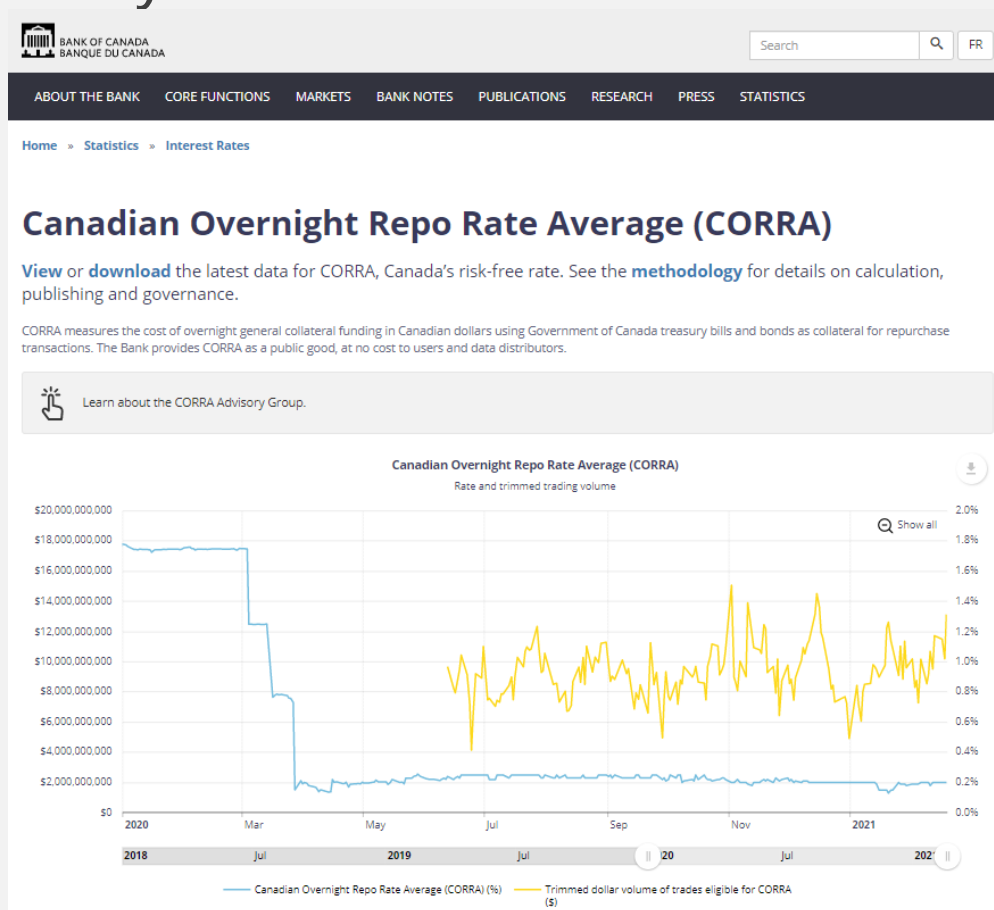 BANK OF CANADA
BANQUE DU CANADA
Search
FR
ABOUT THE BANK CORE FUNCTIONS MARKETS BANK NOTES PUBLICATIONS RESEARCH PRESS STATISTICS
Home » Statistics » Interest Rates
Canadian Overnight Repo Rate Average (CORRA)
View or download the latest data for CORRA, Canada's risk-free rate. See the methodology for details on calculation,
publishing and governance.
CORRA measures the cost of overnight general collateral funding in Canadian dollars using Government of Canada treasury bills and bonds as collateral for repurchase
transactions. The Bank provides CORRA as a public good, at no cost to users and data distributors.
Learn about the CORRA Advisory Group.
Canadian Overnight Repo Rate Average (CORRA)
Rate and trimmed trading volume
Show all
$20,000,000,000 2.0%
$18,000,000,000 1.8%
$16,000,000,000 1.6%
$14,000,000,000 1.4%
$12,000,000,000 1.2%
$10,000,000,000 1.0%
$8,000,000,000 0.8%
$6,000,000,000 0.6%
$4,000,000,000 0.4%
$2,000,000,000 0.2%
$0 0.0%
2020 Mar May Jul Sep Nov 2021
2018 Jul 2019 Jul 20 Jul 202
Canadian Overnight Repo Rate Average (CORRA) (%) Trimmed dollar volume of trades eligible for CORRA
($)